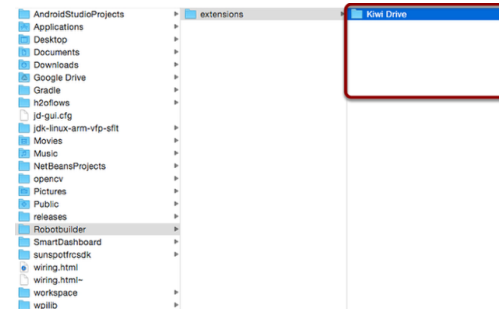 AndroidStudioProjects
Applications
Desktop
Documents
Downloads
Google Drive
Gradle
h2oflows
jd-gui.cfg
jdk-linux-arm-vfp-sflt
Movies
Music
NetBeansProjects
opencv
Pictures
Public
releases
Robotbuilder
SmartDashboard
sunspotfrcsdk
wiring.html
wiring.html~
workspace
wpilib
extensions
Kiwi Drive